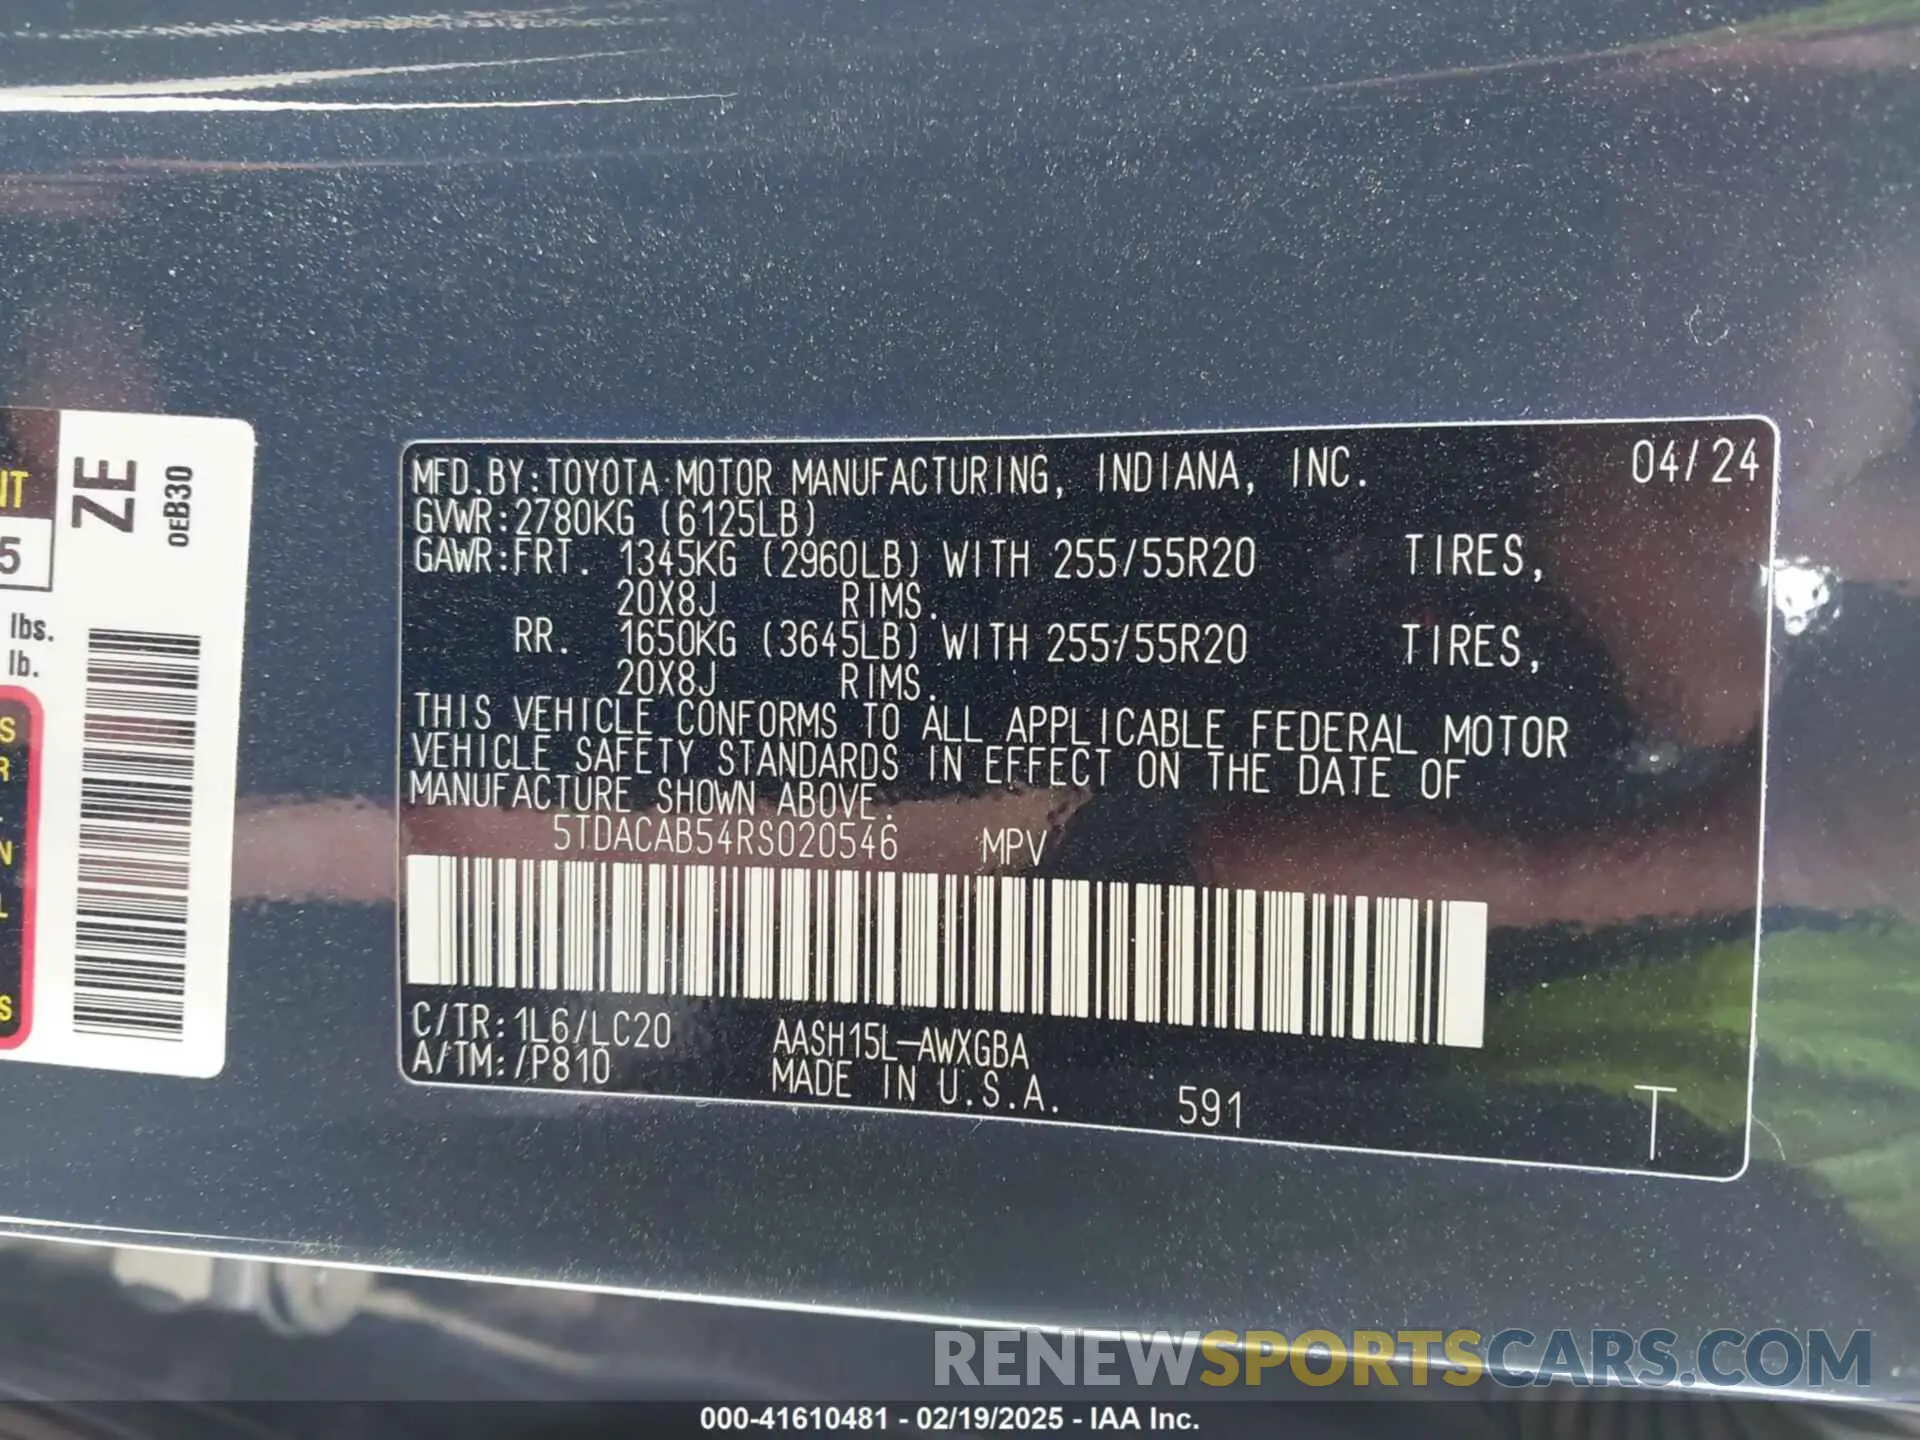 MFD.BY:TOYOTA MOTOR MANUFACTURING, INDIANA, INC. 04/24
GVWR:2780KG (6125LB)
GAWR:FRT. 1345KG (2960LB) WITH 255/55R20 TIRES,
20X8J RIMS.
RR. 1650KG (3645LB) WITH 255/55R20 TIRES,
20X8J RIMS.
THIS VEHICLE CONFORMS TO ALL APPLICABLE FEDERAL MOTOR
VEHICLE SAFETY STANDARDS IN EFFECT ON THE DATE OF
MANUFACTURE SHOWN ABOVE.
5TDACAB54RS020546 MPV
C/TR:1L6/LC20 AASH15L-AWXGBA
A/TM:/P810 MADE IN U.S.A. 591 T
ZE
0EB30
5
lbs.
lb.
RENEWSPORTSCARS.COM
000-41610481 - 02/19/2025 - IAA Inc.